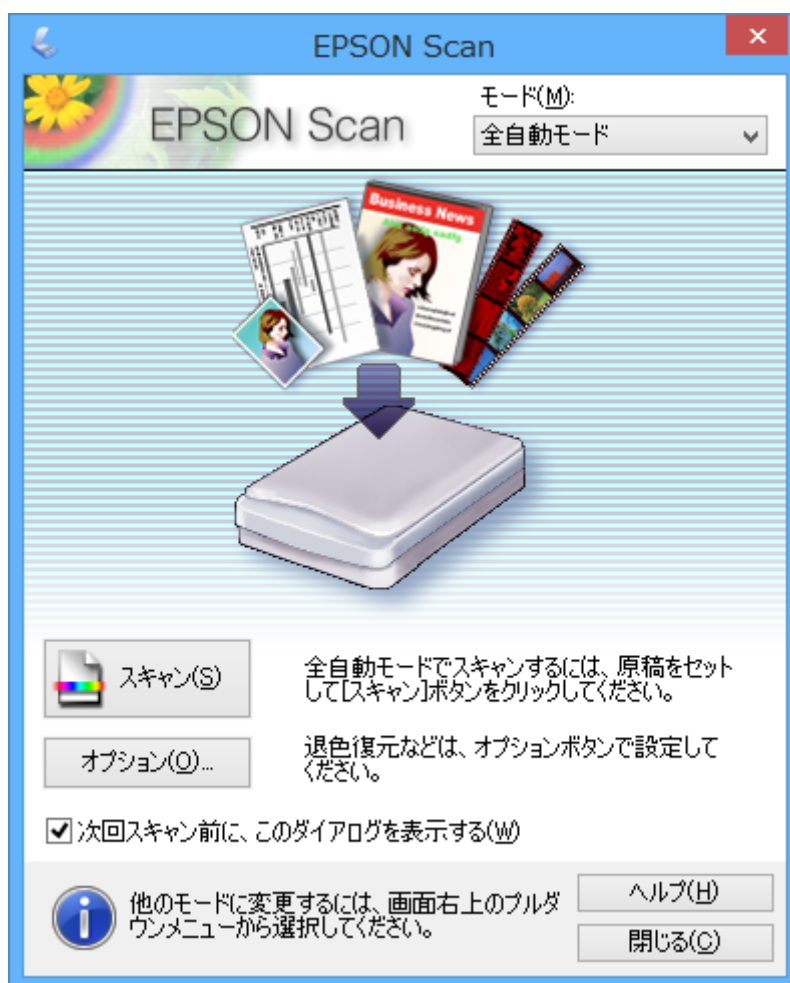 EPSON Scan
EPSON Scan
モード(M):
全自動モード
Business News
スキャン(S)
全自動モードでスキャンするには、原稿をセット
して[スキャン]ボタンをクリックしてください。
オプション(O)...
退色復元などは、オプションボタンで設定して
ください。
次回スキャン前に、このダイアログを表示する(W)
他のモードに変更するには、画面右上のプルダ
ウンメニューから選択してください。
ヘルプ(H)
閉じる(C)